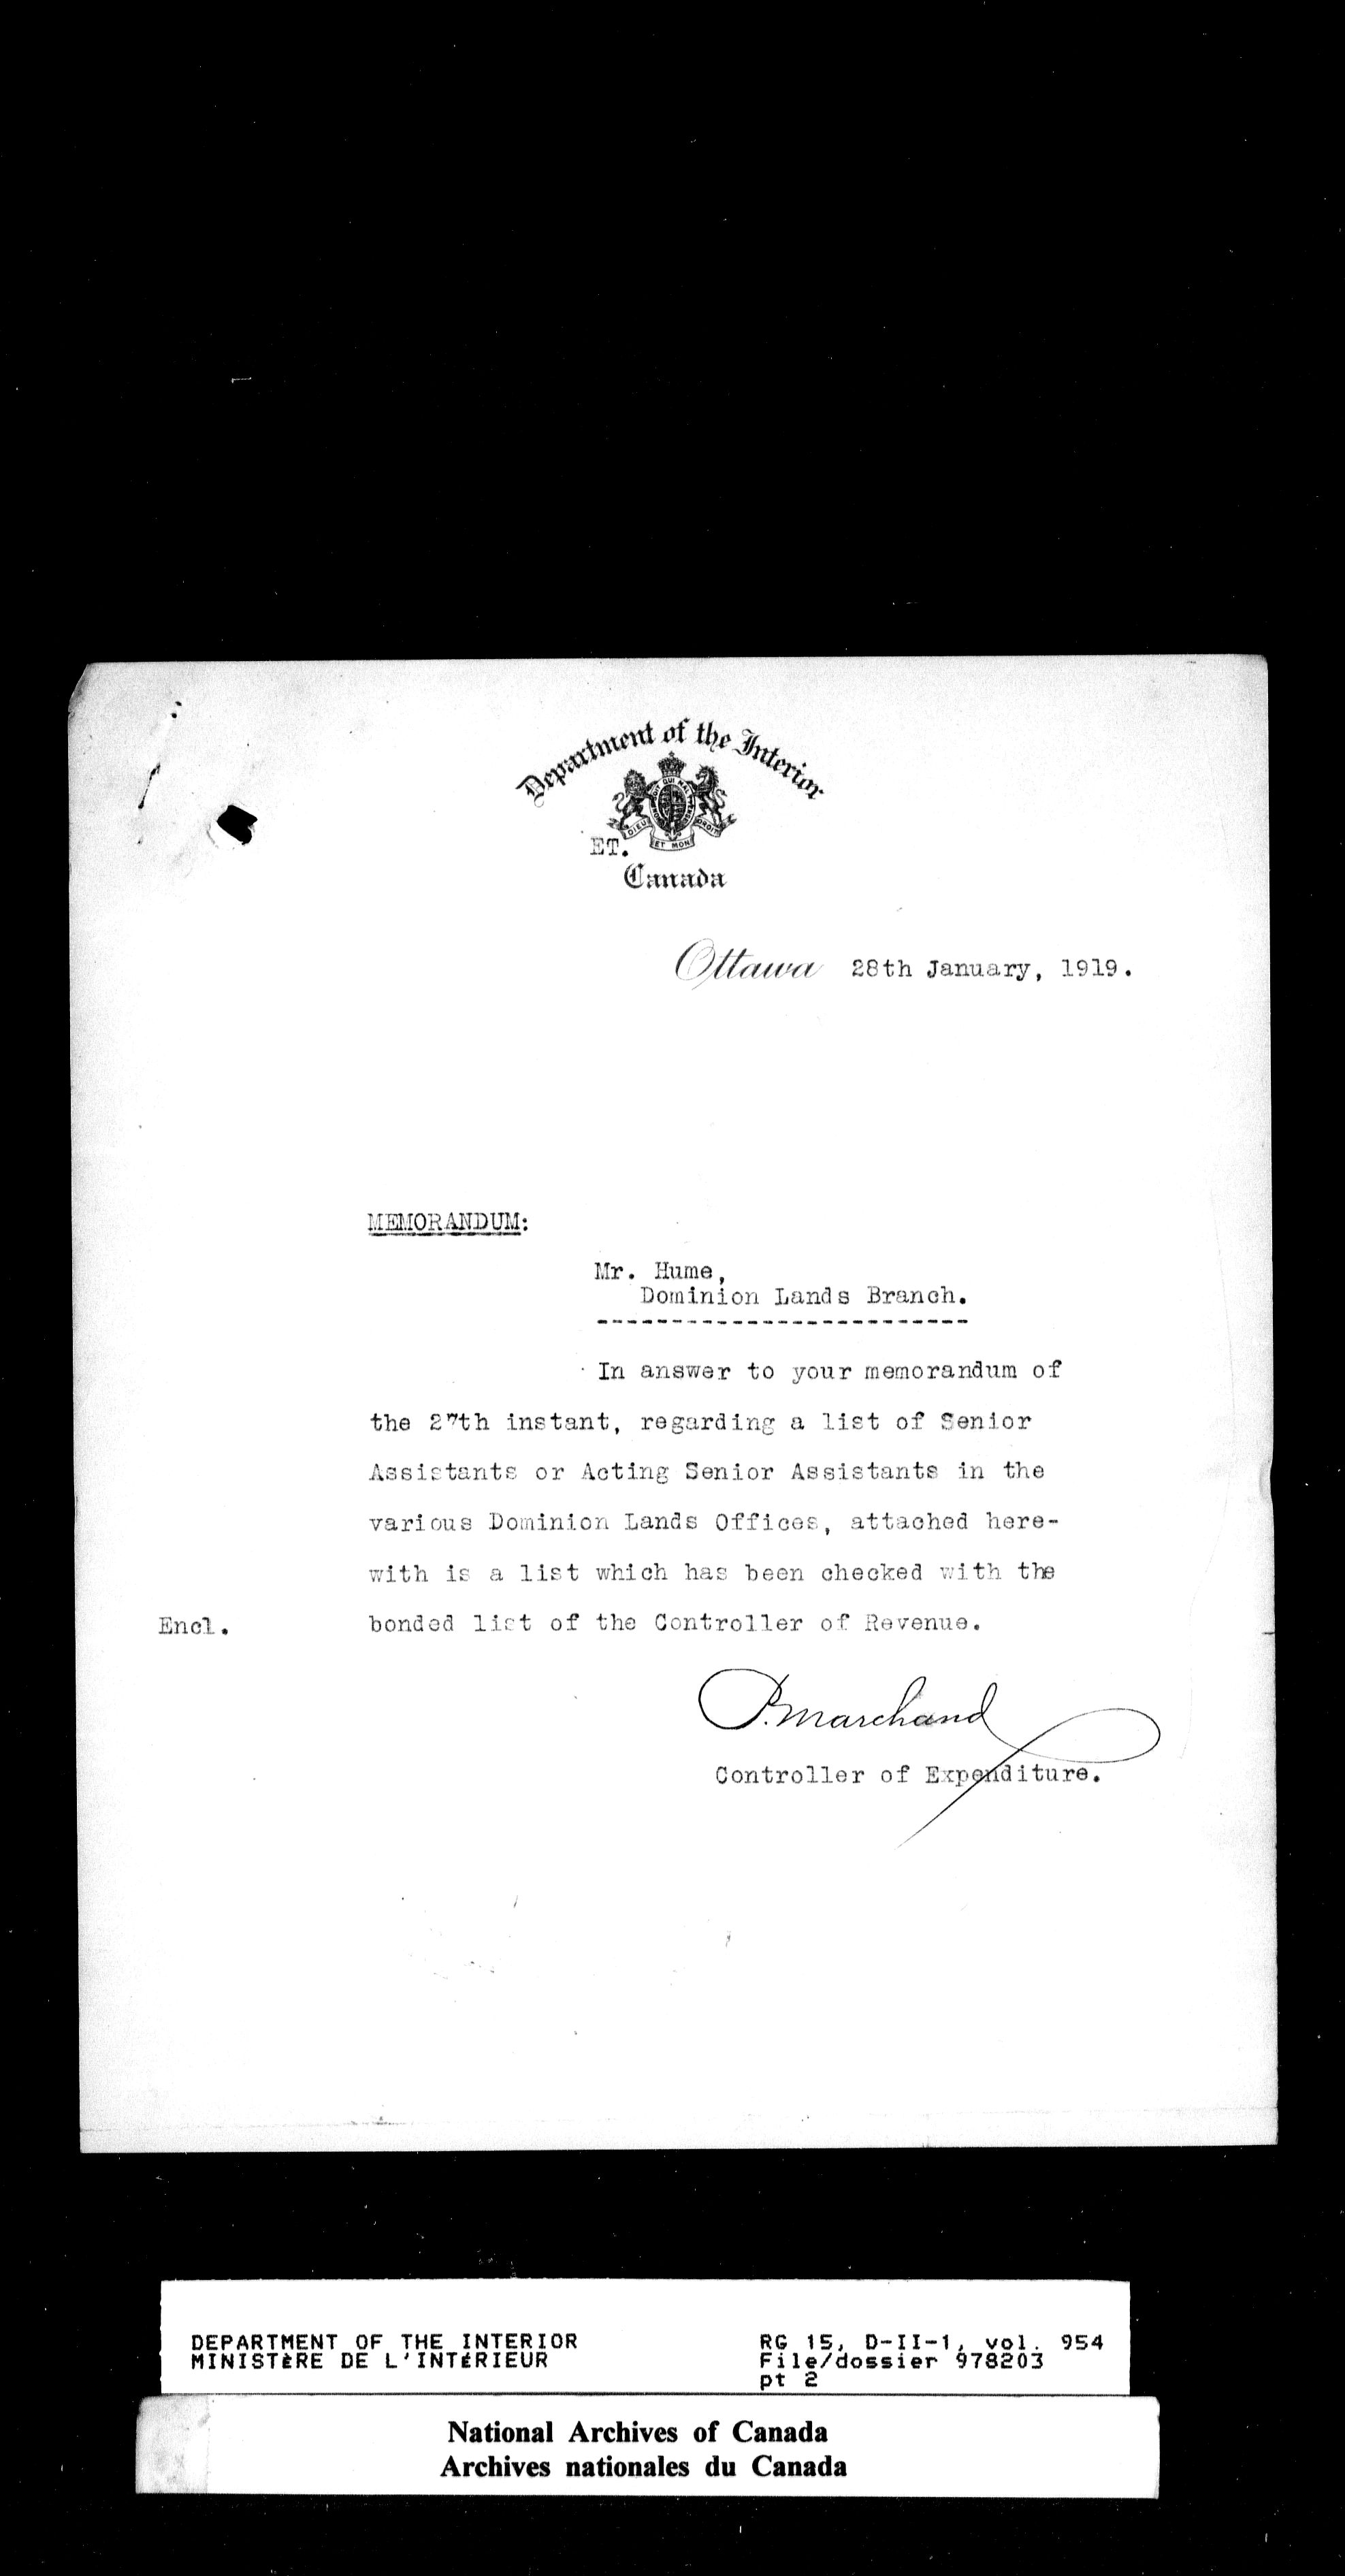 Department of the Interior
DIEU ET MON DROIT
ET.
Canada
Ottawa 28th January, 1919.
MEMORANDUM:
Mr. Hume,
Dominion Lands Branch.
-------------------------
In answer to your memorandum of
the 27th instant, regarding a list of Senior
Assistants or Acting Senior Assistants in the
various Dominion Lands Offices, attached here-
with is a list which has been checked with the
Encl. bonded list of the Controller of Revenue.
P. Marchand
Controller of Expenditure.
DEPARTMENT OF THE INTERIOR RG 15, D-II-1, vol. 954
MINISTÈRE DE L'INTÉRIEUR File/dossier 978203
pt 2
National Archives of Canada
Archives nationales du Canada